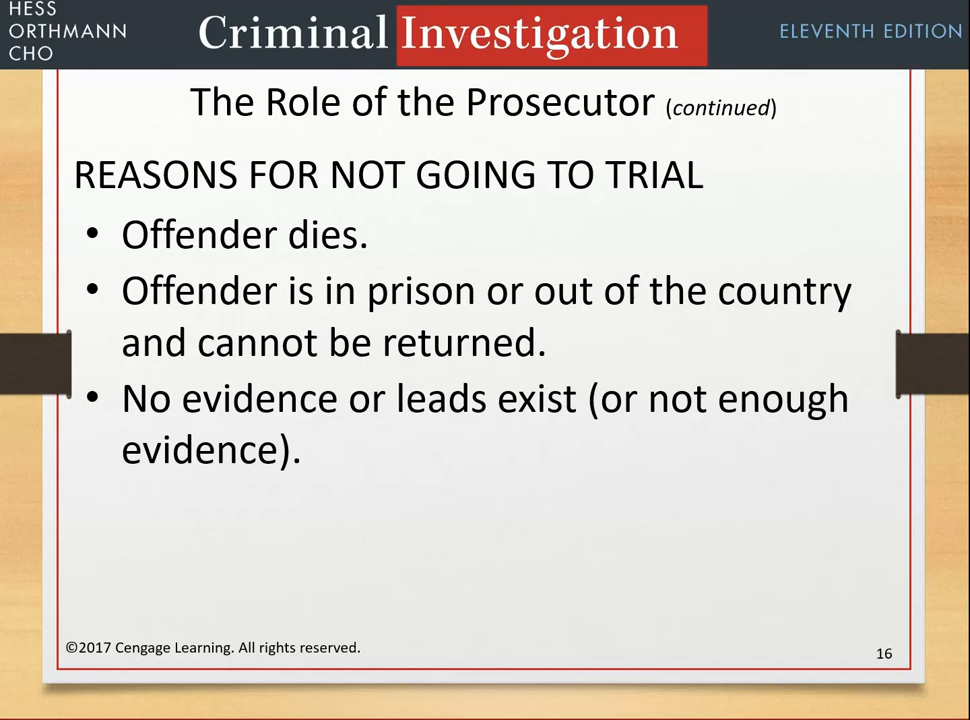 HESS
ORTHMANN
CHO
Criminal Investigation
ELEVENTH EDITION
The Role of the Prosecutor (continued)
REASONS FOR NOT GOING TO TRIAL
• Offender dies.
• Offender is in prison or out of the country
and cannot be returned.
• No evidence or leads exist (or not enough
evidence).
©2017 Cengage Learning. All rights reserved.
16